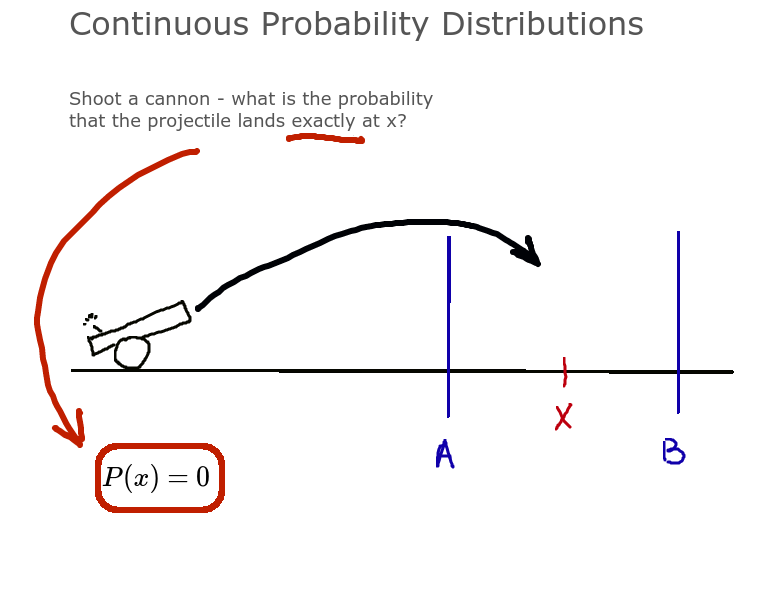 Continuous Probability Distributions
Shoot a cannon - what is the probability
that the projectile lands exactly at x?
X
A
B
P(x) = 0